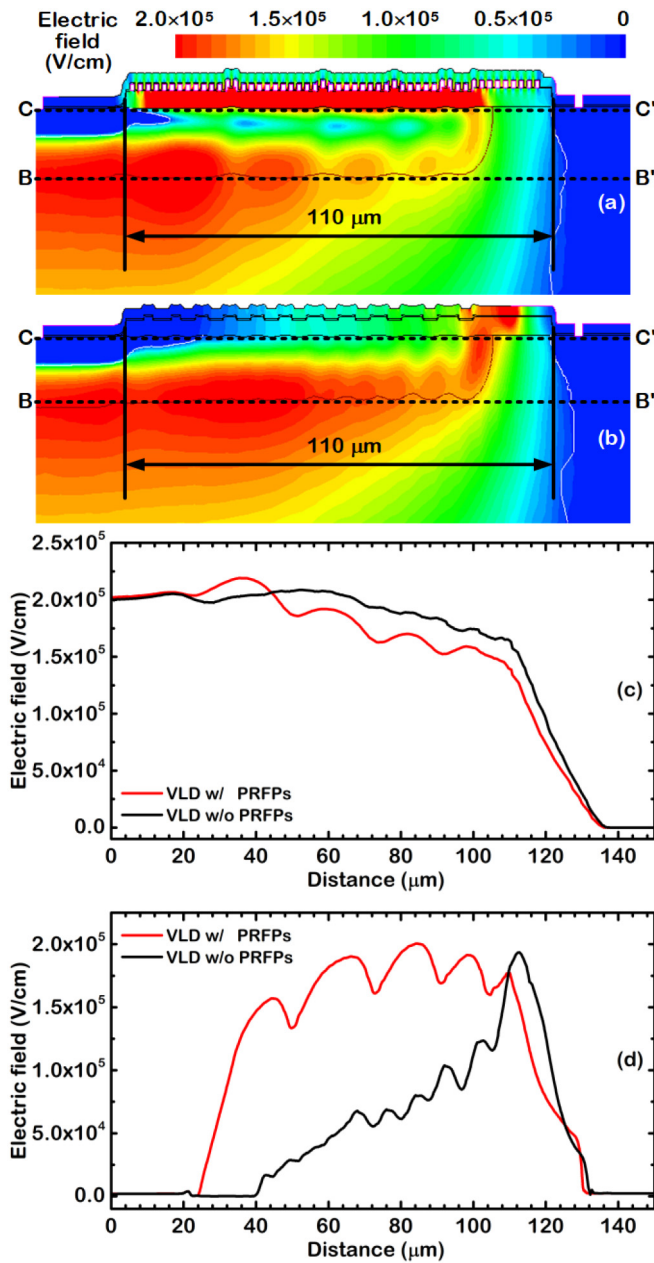 Electric field (V/cm)
2.0×10⁵ 1.5×10⁵ 1.0×10⁵ 0.5×10⁵ 0
C C'
B B'
110 μm
(a)
C C'
B B'
110 μm
(b)
Electric field (V/cm)
2.5x10⁵
2.0x10⁵
1.5x10⁵
1.0x10⁵
5.0x10⁴
0.0
(c)
VLD w/ PRFPs
VLD w/o PRFPs
0 20 40 60 80 100 120 140
Distance (μm)
Electric field (V/cm)
2.0x10⁵
1.5x10⁵
1.0x10⁵
5.0x10⁴
0.0
VLD w/ PRFPs
VLD w/o PRFPs
(d)
0 20 40 60 80 100 120 140
Distance (μm)